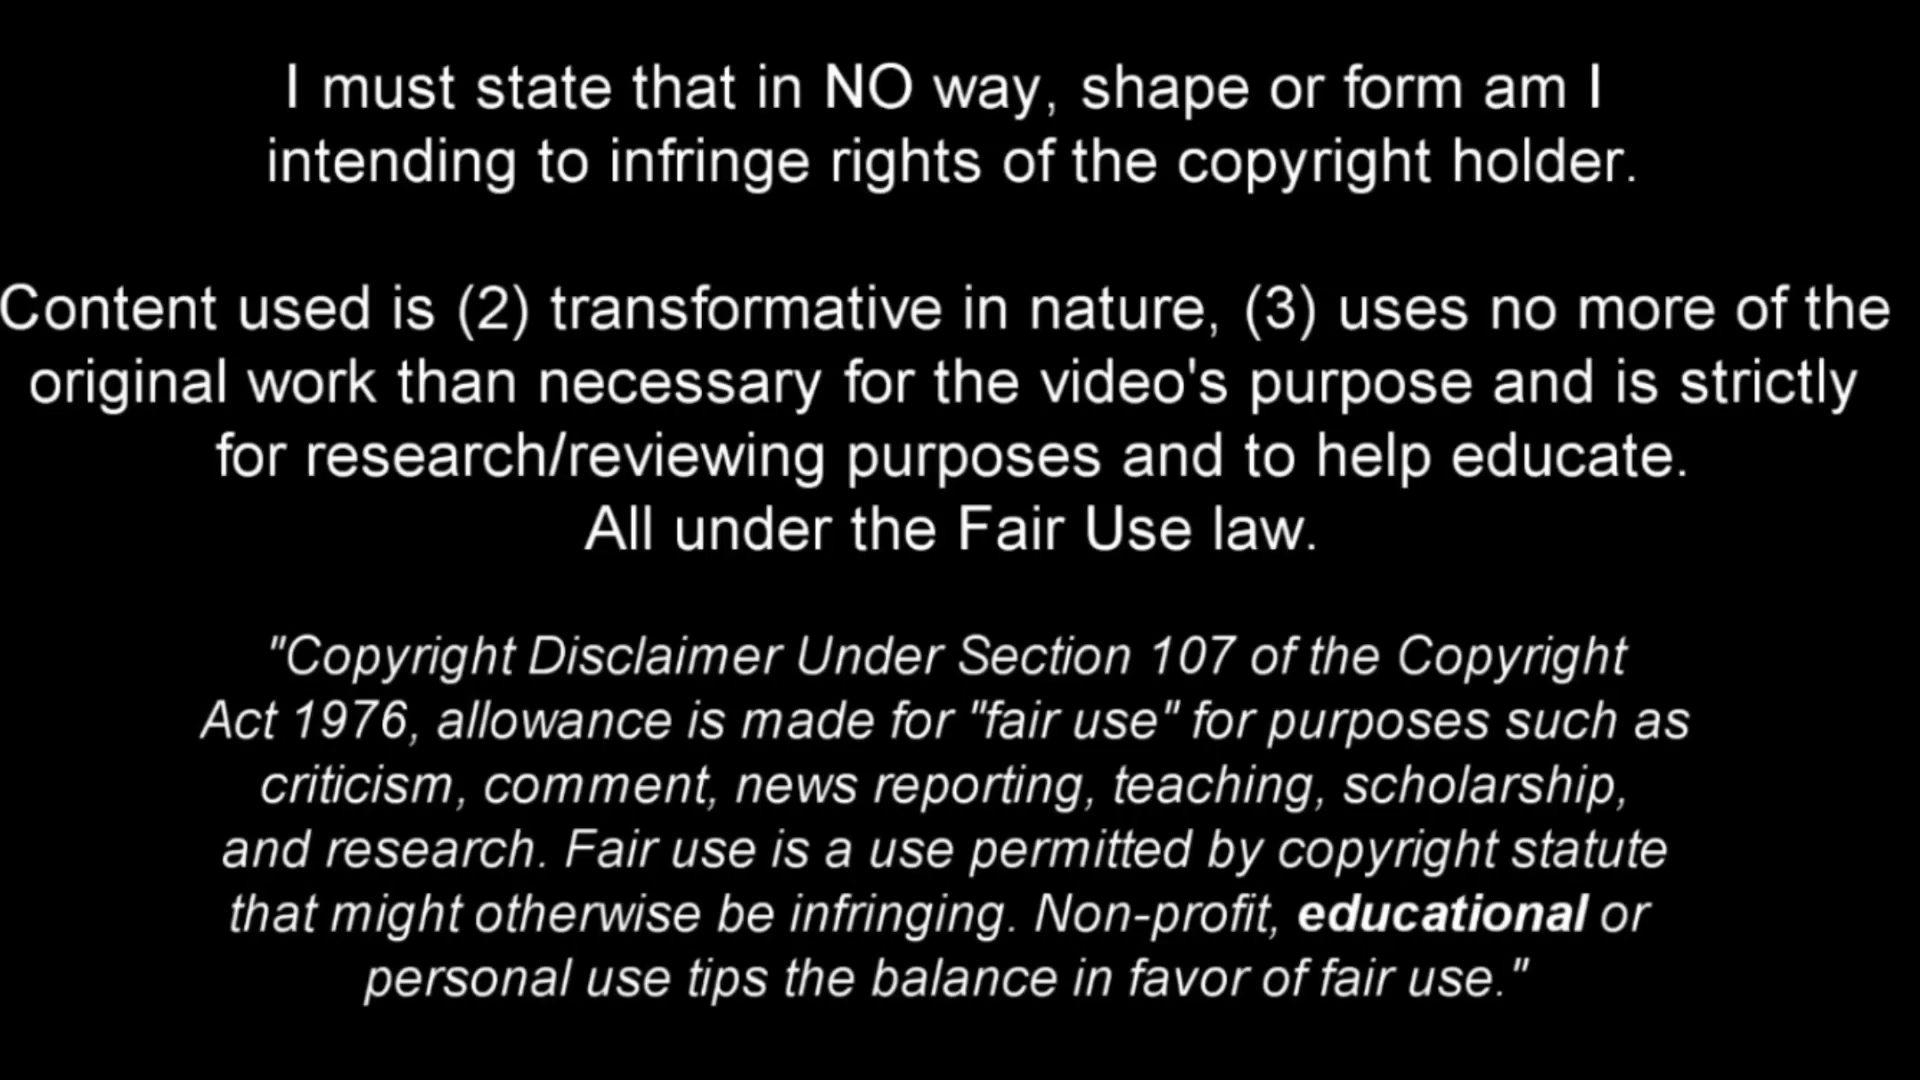 I must state that in NO way, shape or form am I
intending to infringe rights of the copyright holder.
Content used is (2) transformative in nature, (3) uses no more of the
original work than necessary for the video's purpose and is strictly
for research/reviewing purposes and to help educate.
All under the Fair Use law.
"Copyright Disclaimer Under Section 107 of the Copyright
Act 1976, allowance is made for "fair use" for purposes such as
criticism, comment, news reporting, teaching, scholarship,
and research. Fair use is a use permitted by copyright statute
that might otherwise be infringing. Non-profit, educational or
personal use tips the balance in favor of fair use."